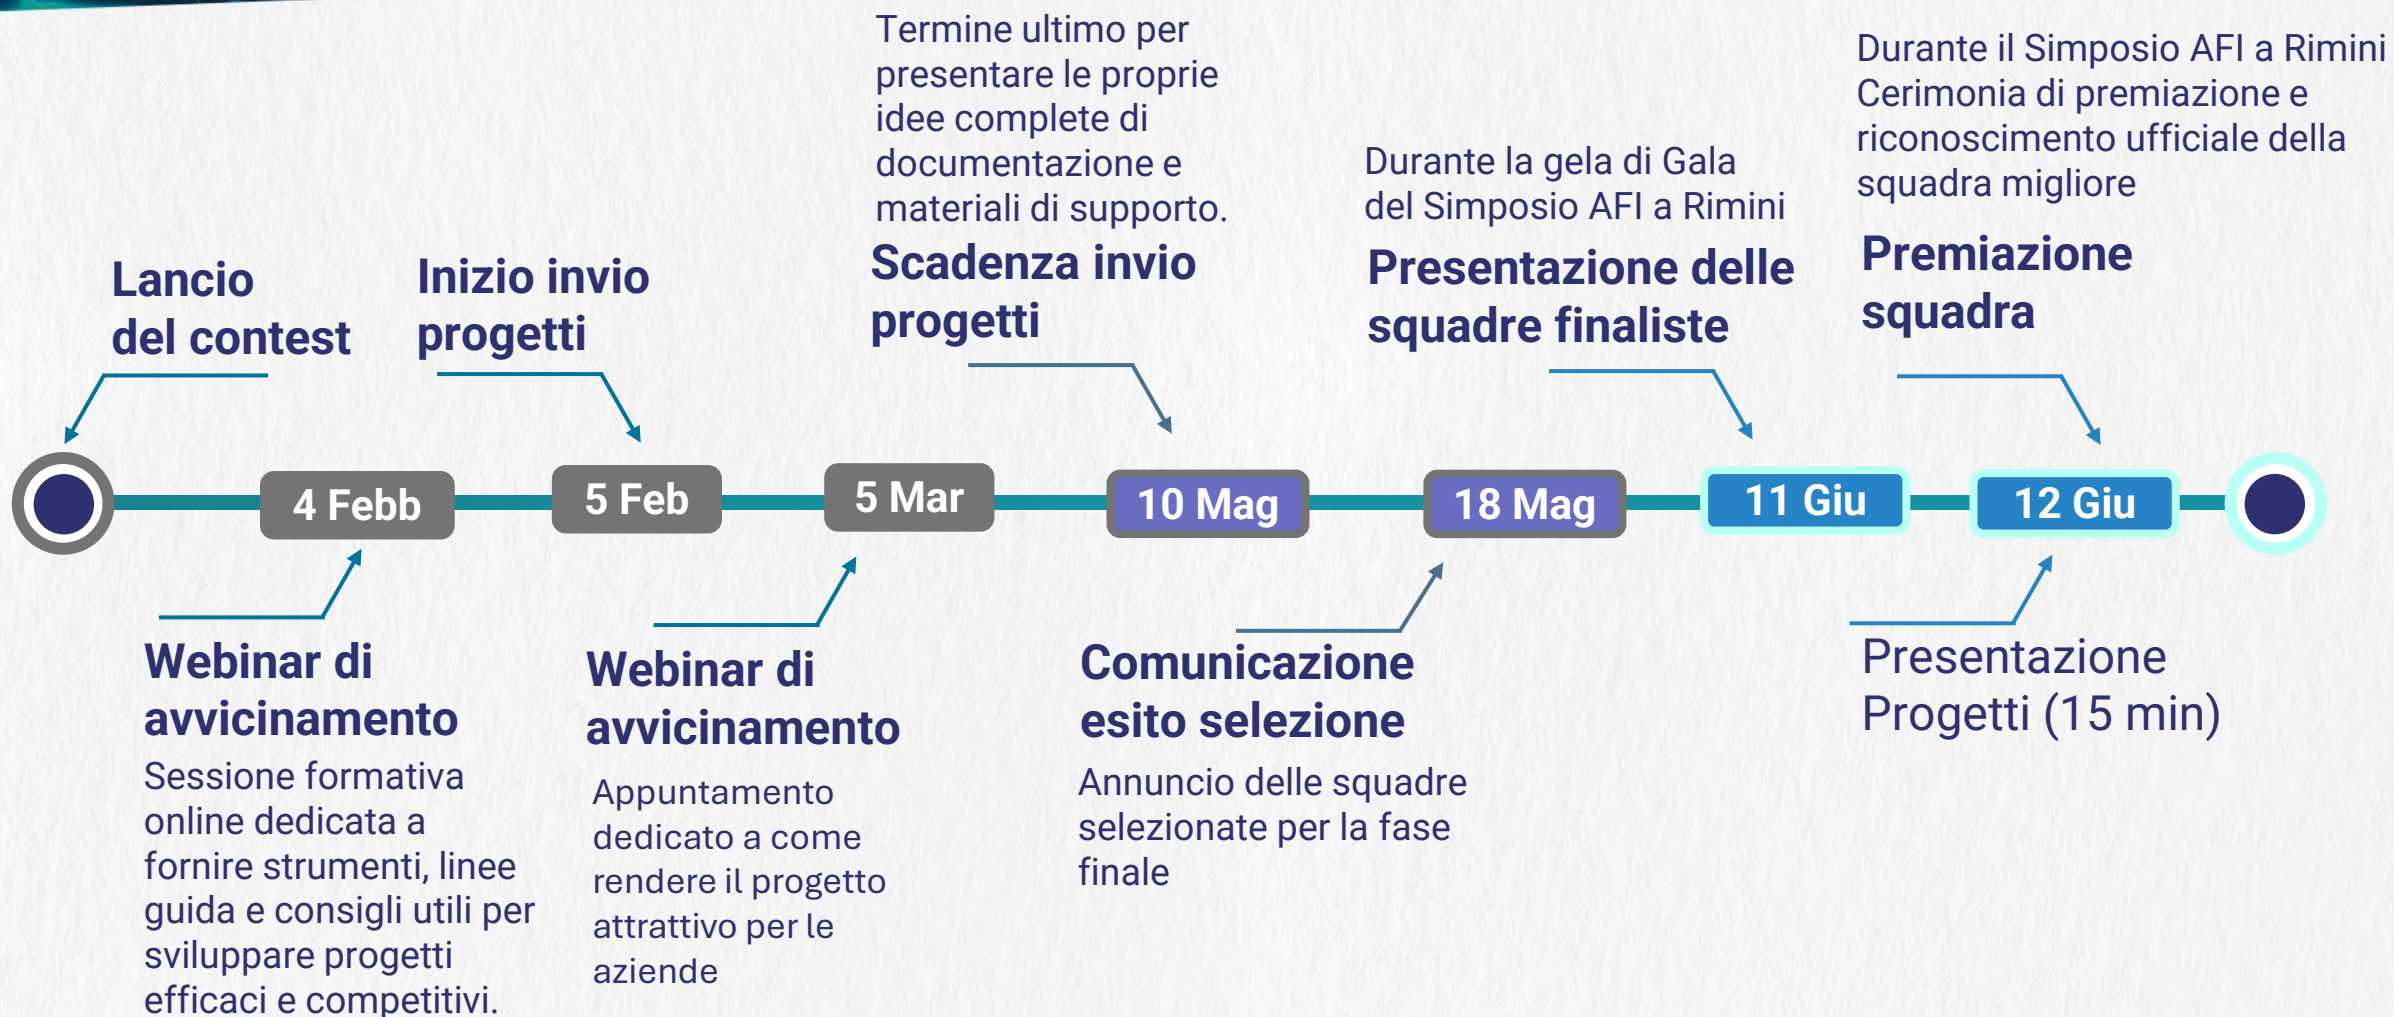 Termine ultimo per
presentare le proprie
idee complete di
documentazione e
materiali di supporto.
Durante il Simposio AFI a Rimini
Cerimonia di premiazione e
riconoscimento ufficiale della
squadra migliore
Durante la gela di Gala
del Simposio AFI a Rimini
Lancio
del contest
Inizio invio
progetti
Scadenza invio
progetti
Presentazione delle
squadre finaliste
Premiazione
squadra
4 Febb
5 Feb
5 Mar
10 Mag
18 Mag
11 Giu
12 Giu
Webinar di
avvicinamento
Sessione formativa
online dedicata a
fornire strumenti, linee
guida e consigli utili per
sviluppare progetti
efficaci e competitivi.
Webinar di
avvicinamento
Appuntamento
dedicato a come
rendere il progetto
attrattivo per le
aziende
Comunicazione
esito selezione
Annuncio delle squadre
selezionate per la fase
finale
Presentazione
Progetti (15 min)